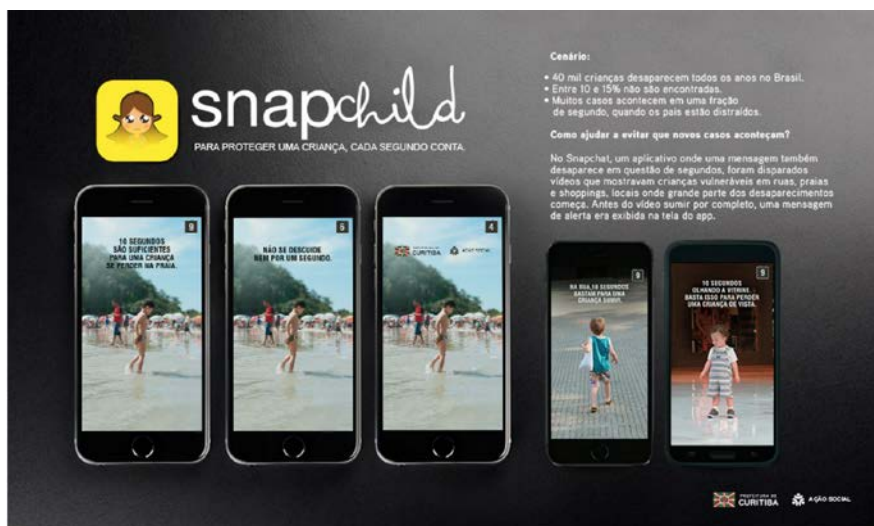 snapchild
PARA PROTEGER UMA CRIANÇA, CADA SEGUNDO CONTA.
Cenário:
• 40 mil crianças desaparecem todos os anos no Brasil.
• Entre 10 e 15% não são encontradas.
• Muitos casos acontecem em uma fração
de segundo, quando os pais estão distraídos.
Como ajudar a evitar que novos casos aconteçam?
No Snapchat, um aplicativo onde uma mensagem também
desaparece em questão de segundos, foram disparados
vídeos que mostravam crianças vulneráveis em ruas, praias
e shoppings, locais onde grande parte dos desaparecimentos
começa. Antes do vídeo sumir por completo, uma mensagem
de alerta era exibida na tela do app.
9
10 SEGUNDOS
SÃO SUFICIENTES
PARA UMA CRIANÇA
SE PERDER NA PRAIA.
6
NÃO SE DESCUIDE
NEM POR UM SEGUNDO.
4
PREFEITURA DE
CURITIBA
AÇÃO SOCIAL
9
NA RUA, 10 SEGUNDOS
BASTAM PARA UMA
CRIANÇA SUMIR.
9
10 SEGUNDOS
OLHANDO A VITRINE.
BASTA ISSO PARA PERDER
UMA CRIANÇA DE VISTA.
PREFEITURA DE
CURITIBA
AÇÃO SOCIAL